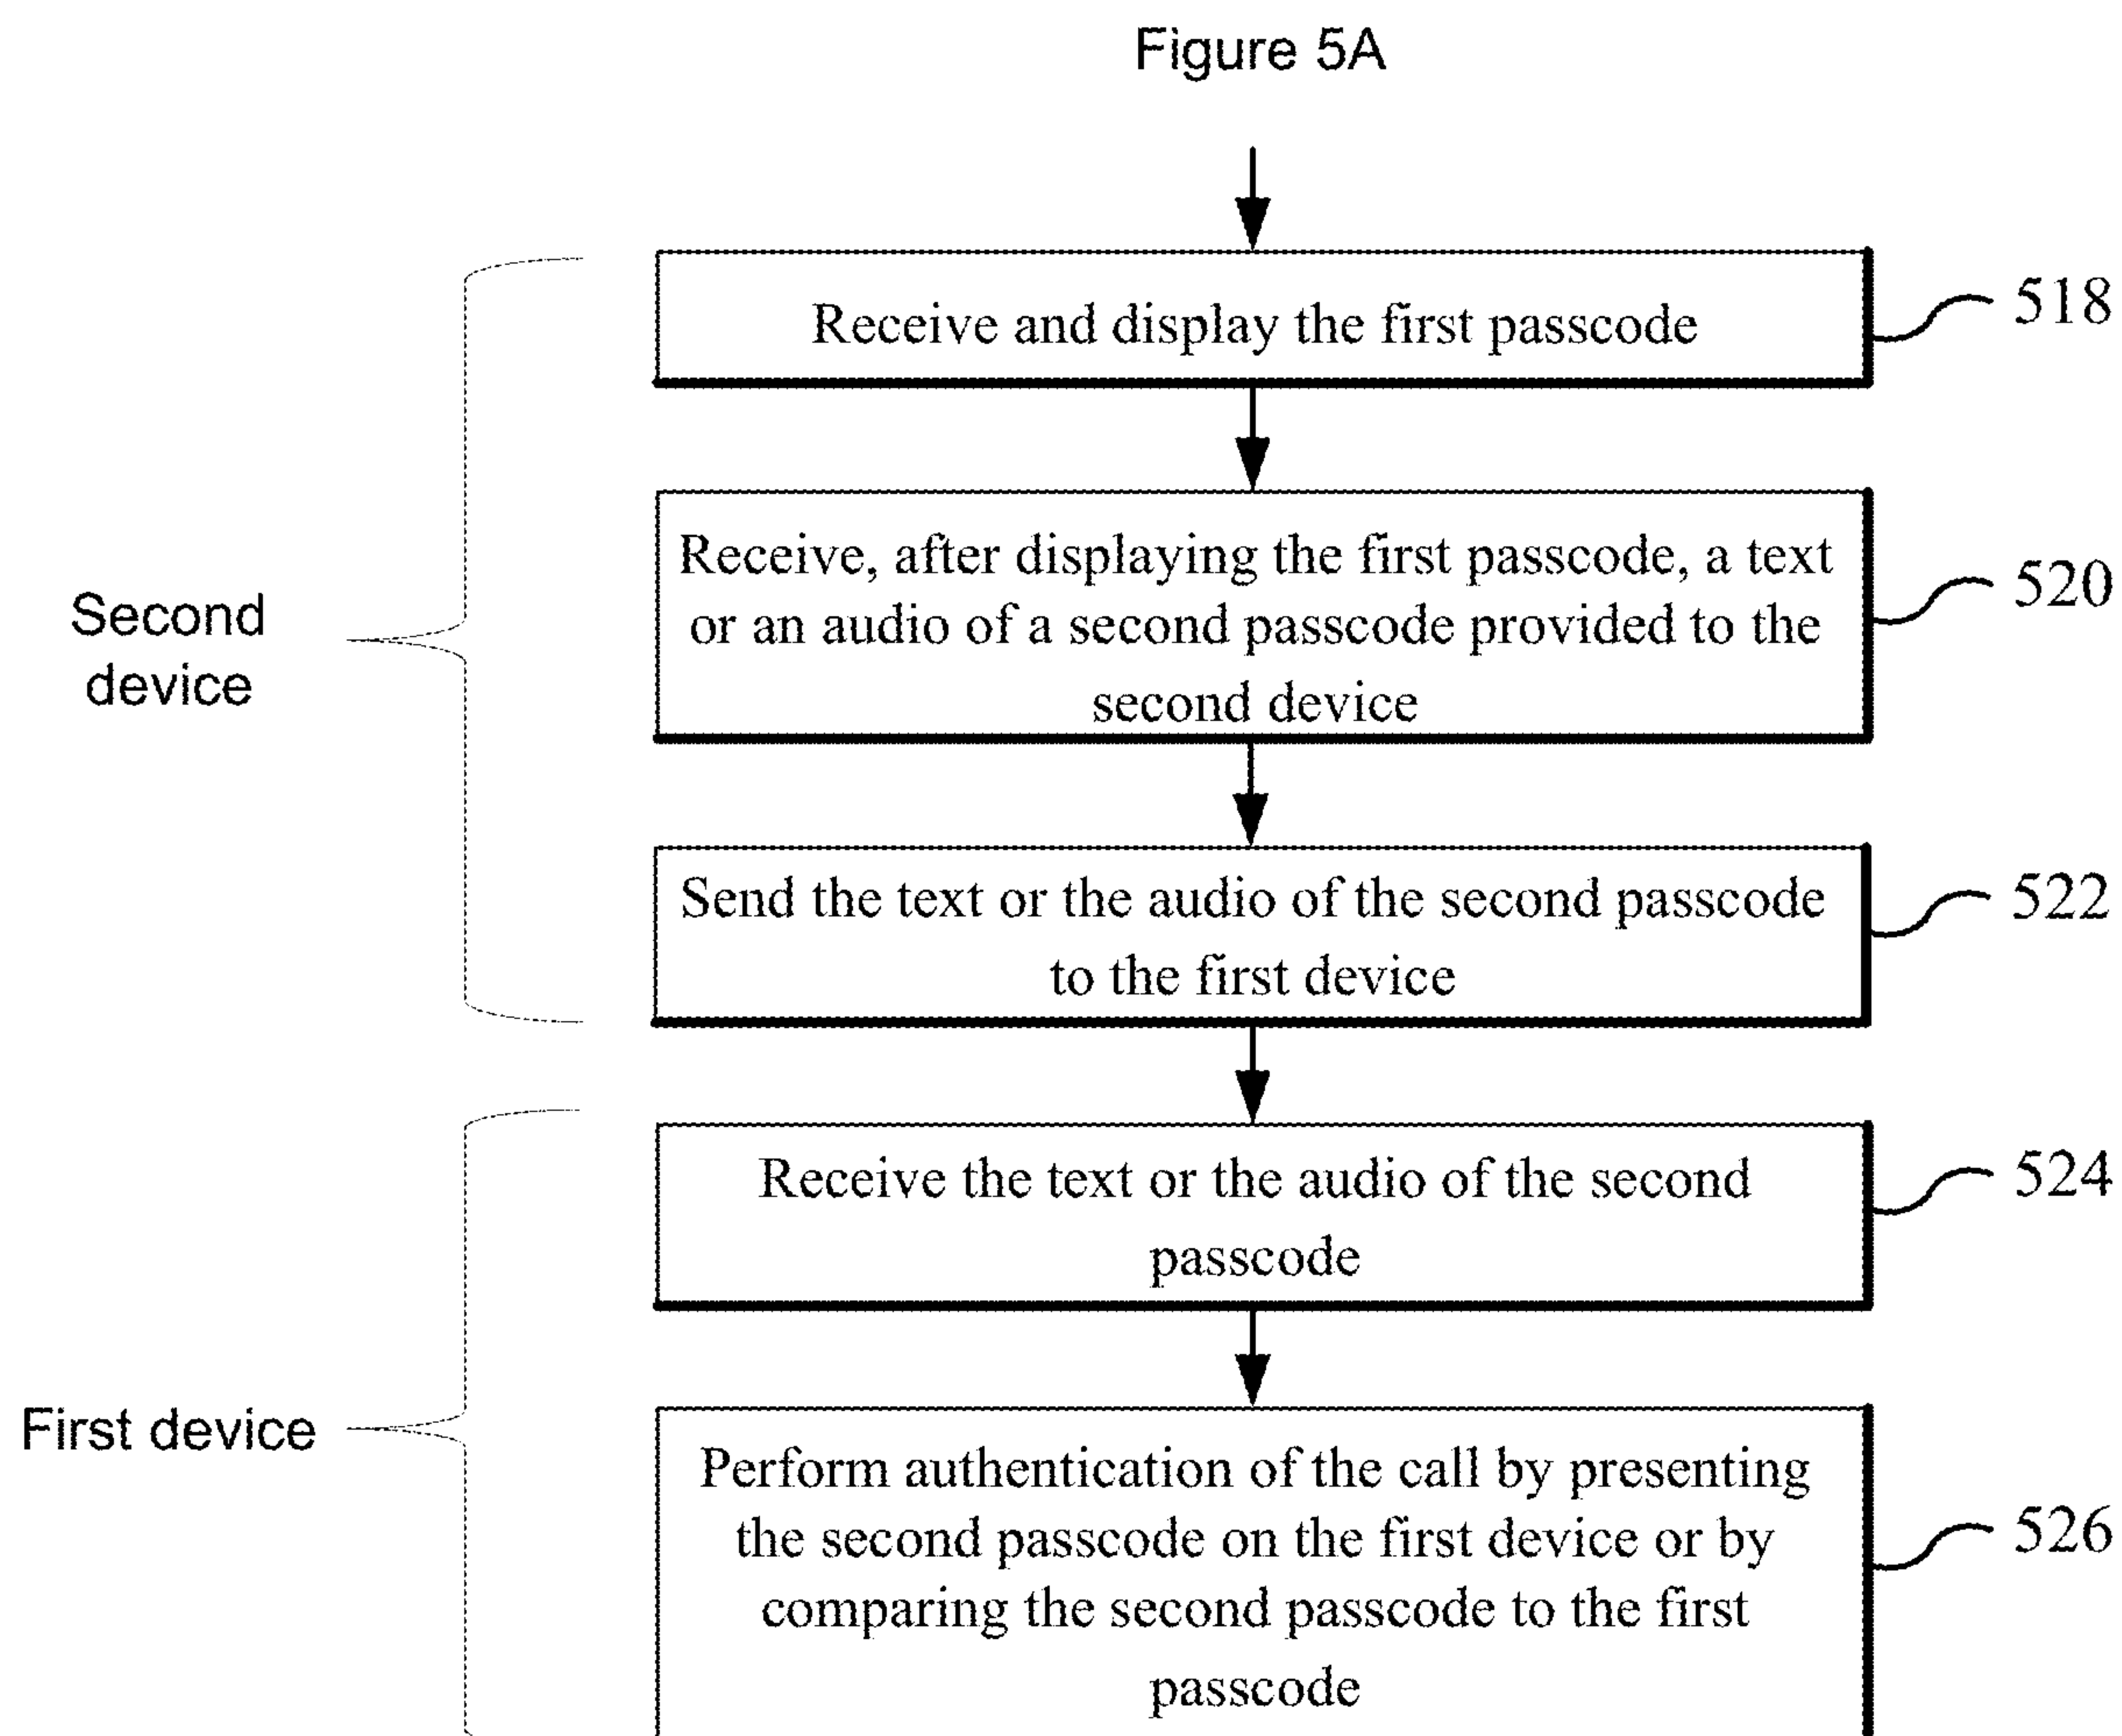 Figure 5A
Receive and display the first passcode
518
Receive, after displaying the first passcode, a text
or an audio of a second passcode provided to the
second device
520
Second
device
Send the text or the audio of the second passcode
to the first device
522
Receive the text or the audio of the second
passcode
524
First device
Perform authentication of the call by presenting
the second passcode on the first device or by
comparing the second passcode to the first
passcode
526